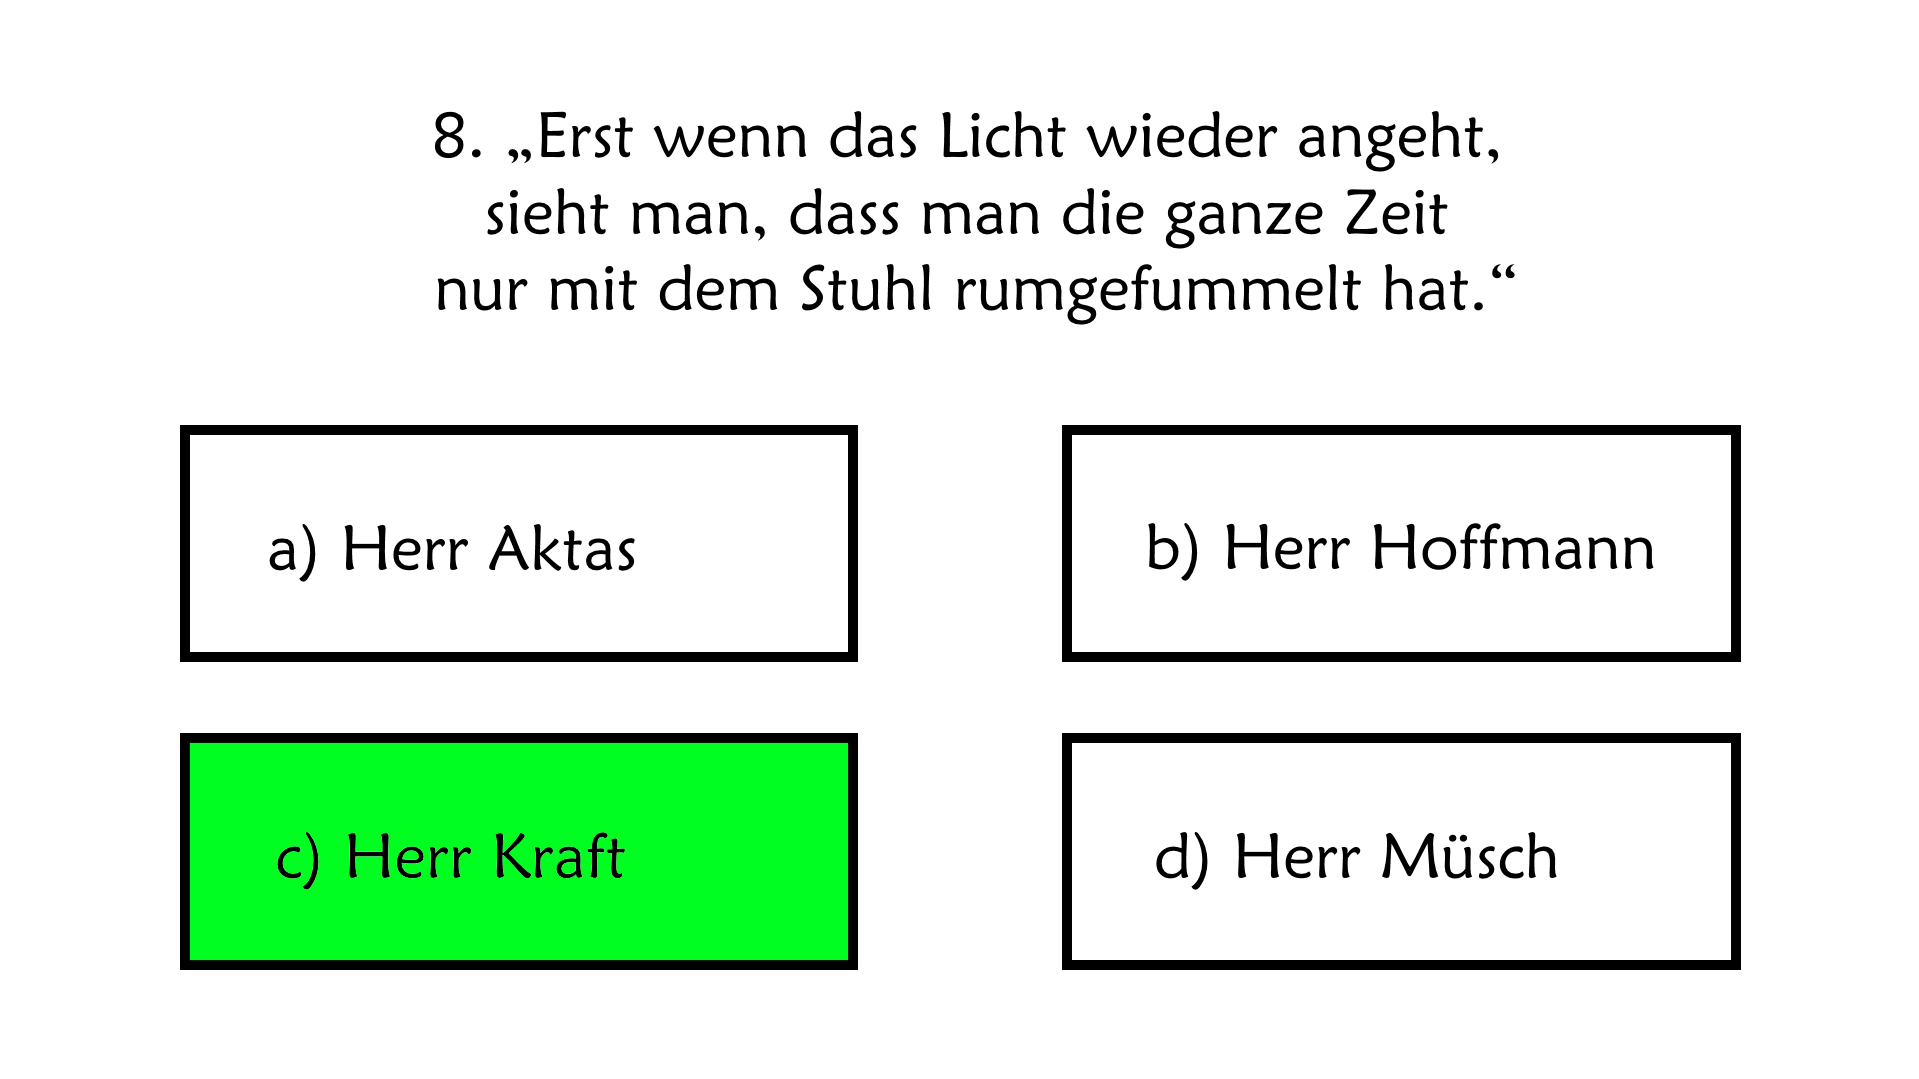 8. „Erst wenn das Licht wieder angeht,
sieht man, dass man die ganze Zeit
nur mit dem Stuhl rumgefummelt hat.“
a) Herr Aktas
b) Herr Hoffmann
c) Herr Kraft
d) Herr Müsch